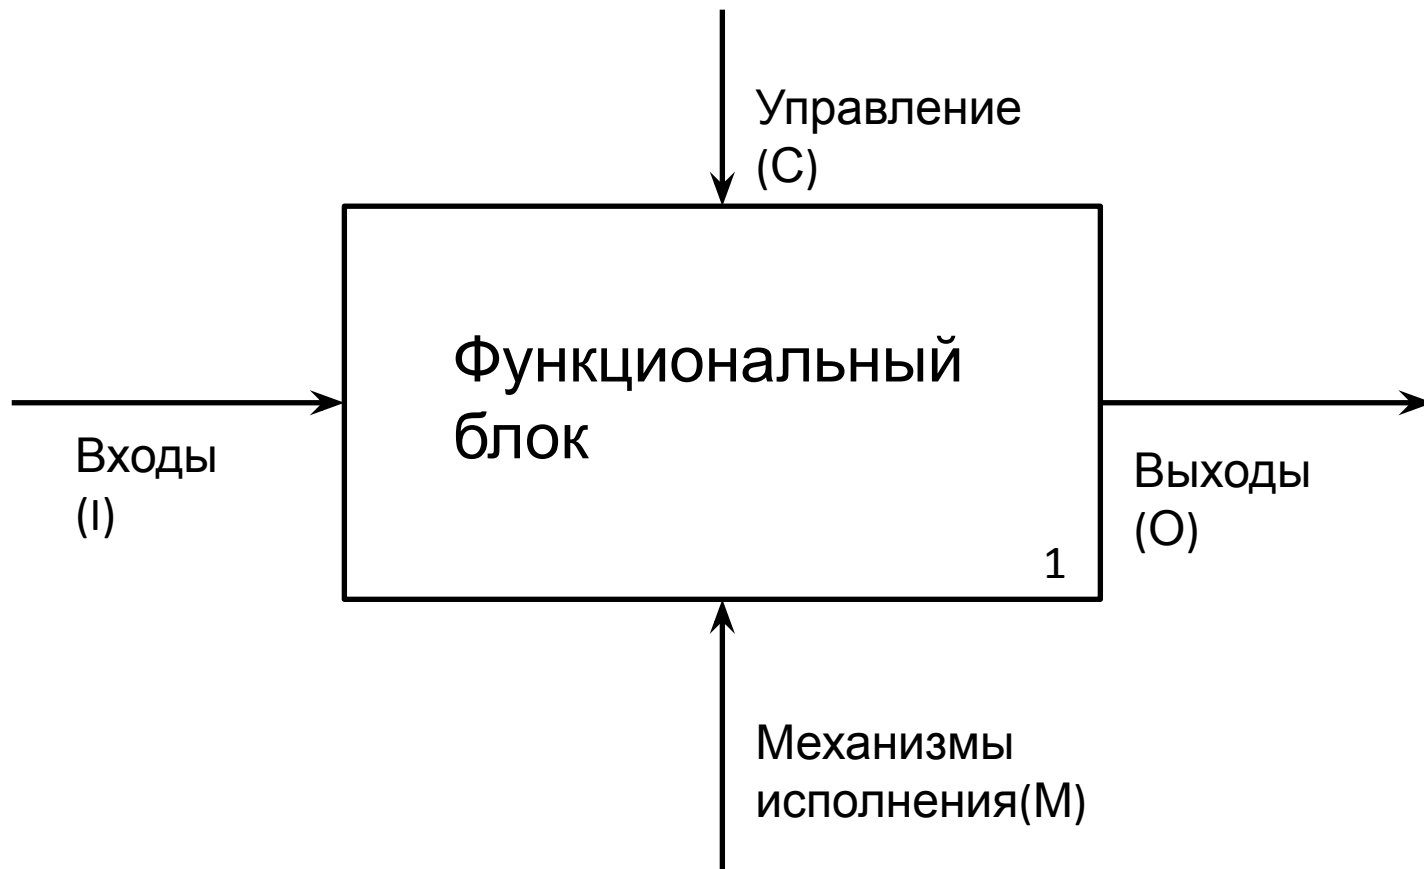 Управление
(C)
Функциональный
блок
Входы
(I)
Выходы
(O)
1
Механизмы
исполнения(M)